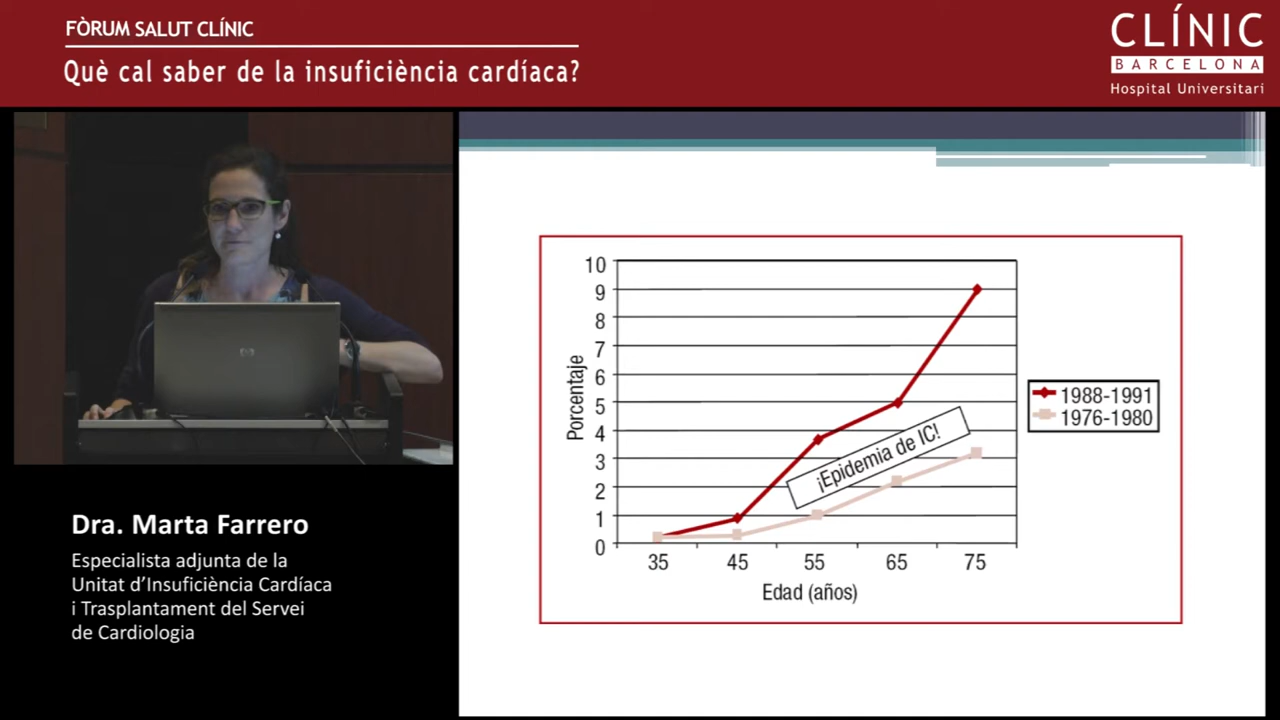 FÒRUM SALUT CLÍNIC
Què cal saber de la insuficiència cardíaca?
CLÍNIC
BARCELONA
Hospital Universitari
10
9
8
7
6
5
4
3
2
1
0
Porcentaje
¡Epidemia de IC!
35 45 55 65 75
Edad (años)
1988-1991
1976-1980
hp
Dra. Marta Farrero
Especialista adjunta de la
Unitat d’Insuficiència Cardíaca
i Trasplantament del Servei
de Cardiologia